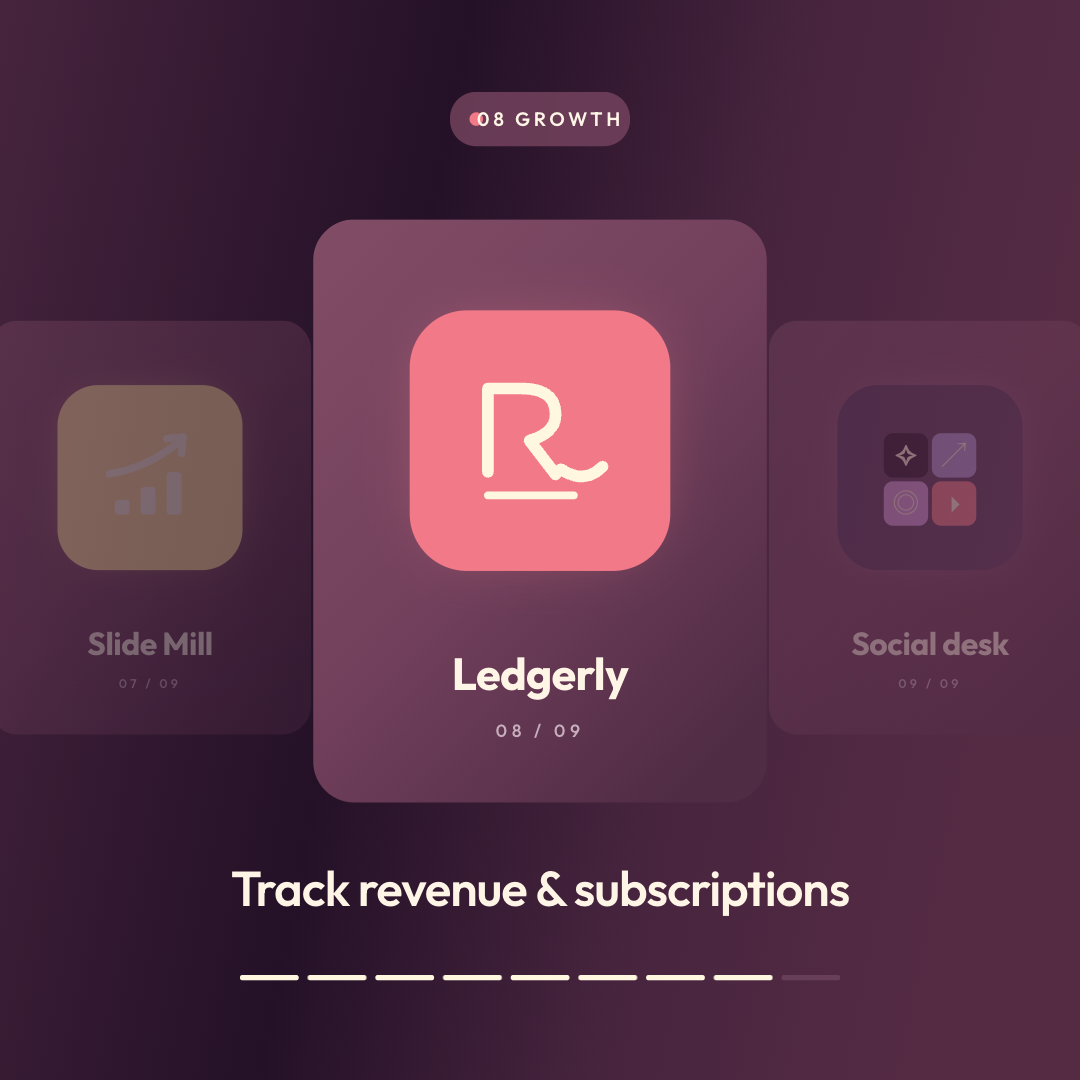 08 GROWTH
R
Slide Mill
07 / 09
Ledgerly
08 / 09
Social desk
09 / 09
Track revenue & subscriptions